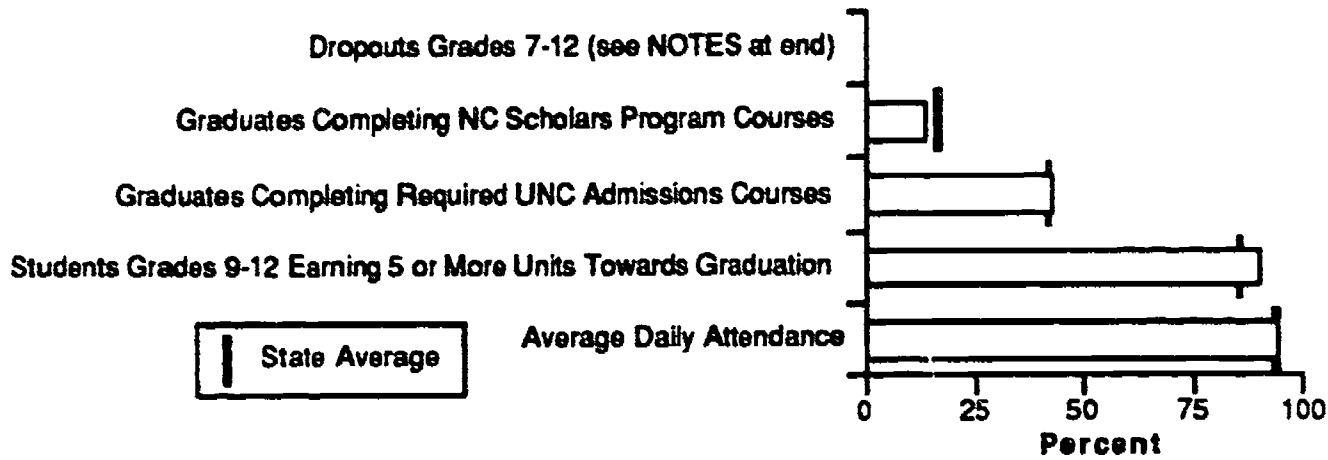 Dropouts Grades 7-12 (see NOTES at end)
Graduates Completing NC Scholars Program Courses
Graduates Completing Required UNC Admissions Courses
Students Grades 9-12 Earning 5 or More Units Towards Graduation
Average Daily Attendance
State Average
0 25 50 75 100
Percent